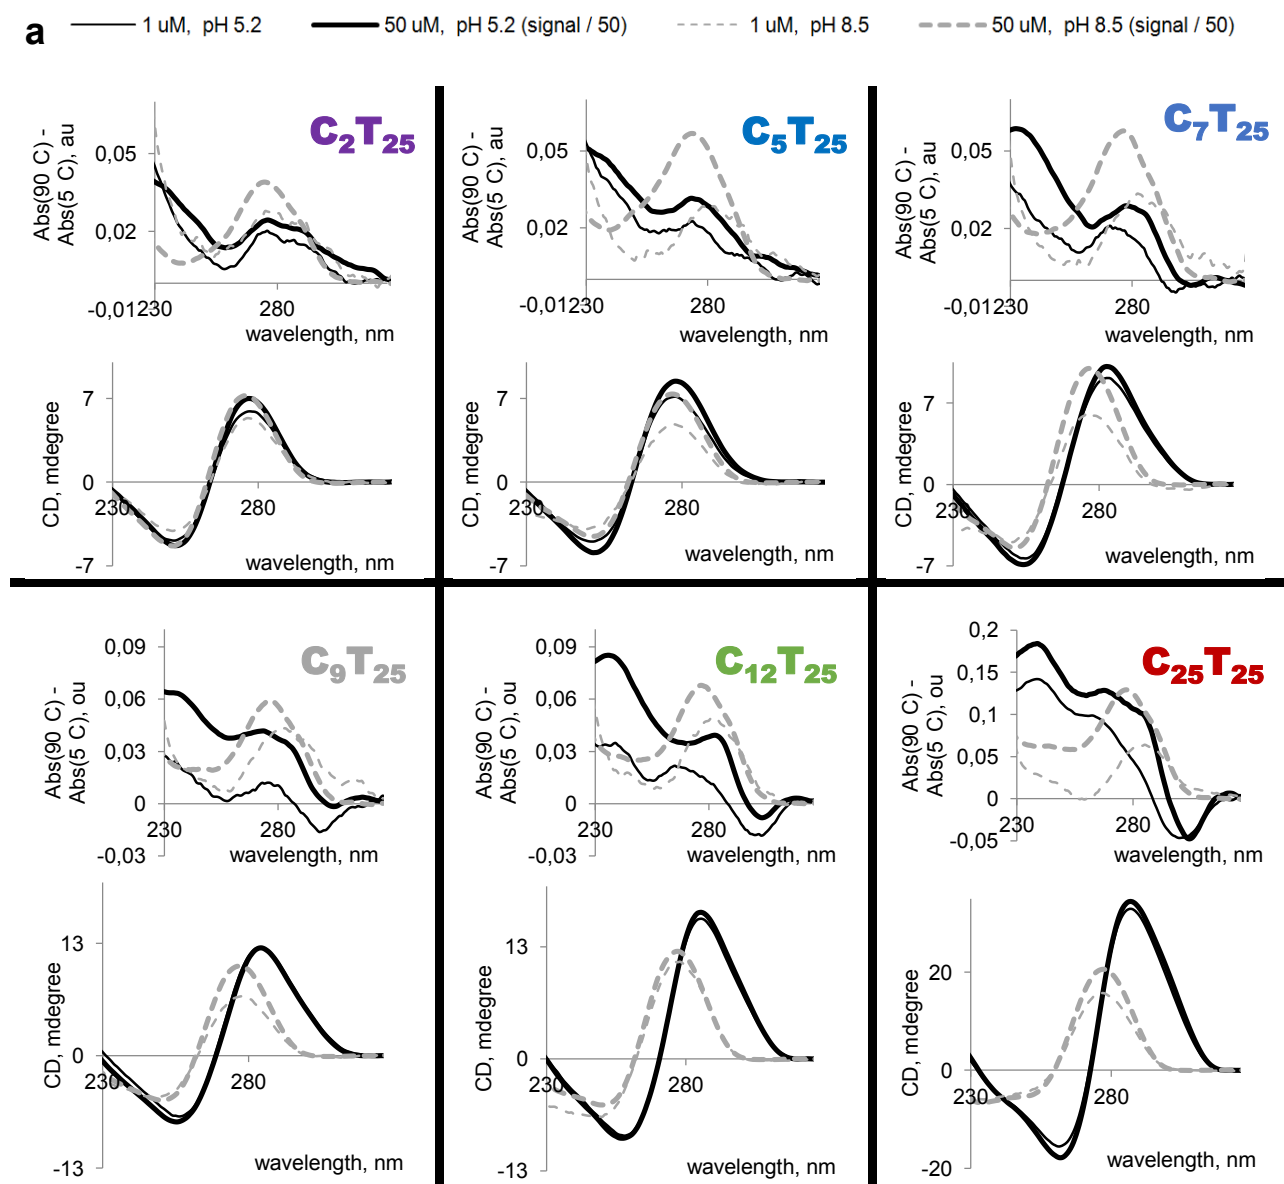 a
1 uM, pH 5.2
50 uM, pH 5.2 (signal / 50)
1 uM, pH 8.5
50 uM, pH 8.5 (signal / 50)
C₂T₂₅
Abs(90 C) -
Abs(5 C), au
0,05
0,02
-0,01
230
280
wavelength, nm
CD, mdegree
7
0
-7
230
280
wavelength, nm
C₅T₂₅
Abs(90 C) -
Abs(5 C), au
0,05
0,02
-0,01
230
280
wavelength, nm
CD, mdegree
7
0
-7
230
280
wavelength, nm
C₇T₂₅
Abs(90 C) -
Abs(5 C), au
0,05
0,02
-0,01
230
280
wavelength, nm
CD, mdegree
7
0
-7
230
280
wavelength, nm
C₉T₂₅
Abs(90 C) -
Abs(5 C), ou
0,09
0,06
0,03
0
-0,03
230
280
wavelength, nm
CD, mdegree
13
0
-13
230
280
wavelength, nm
C₁₂T₂₅
Abs(90 C) -
Abs(5 C), ou
0,09
0,06
0,03
0
-0,03
230
280
wavelength, nm
CD, mdegree
13
0
-13
230
280
wavelength, nm
C₂₅T₂₅
Abs(90 C) -
Abs(5 C), ou
0,2
0,15
0,1
0,05
0
-0,05
230
280
wavelength, nm
CD, mdegree
20
0
-20
230
280
wavelength, nm